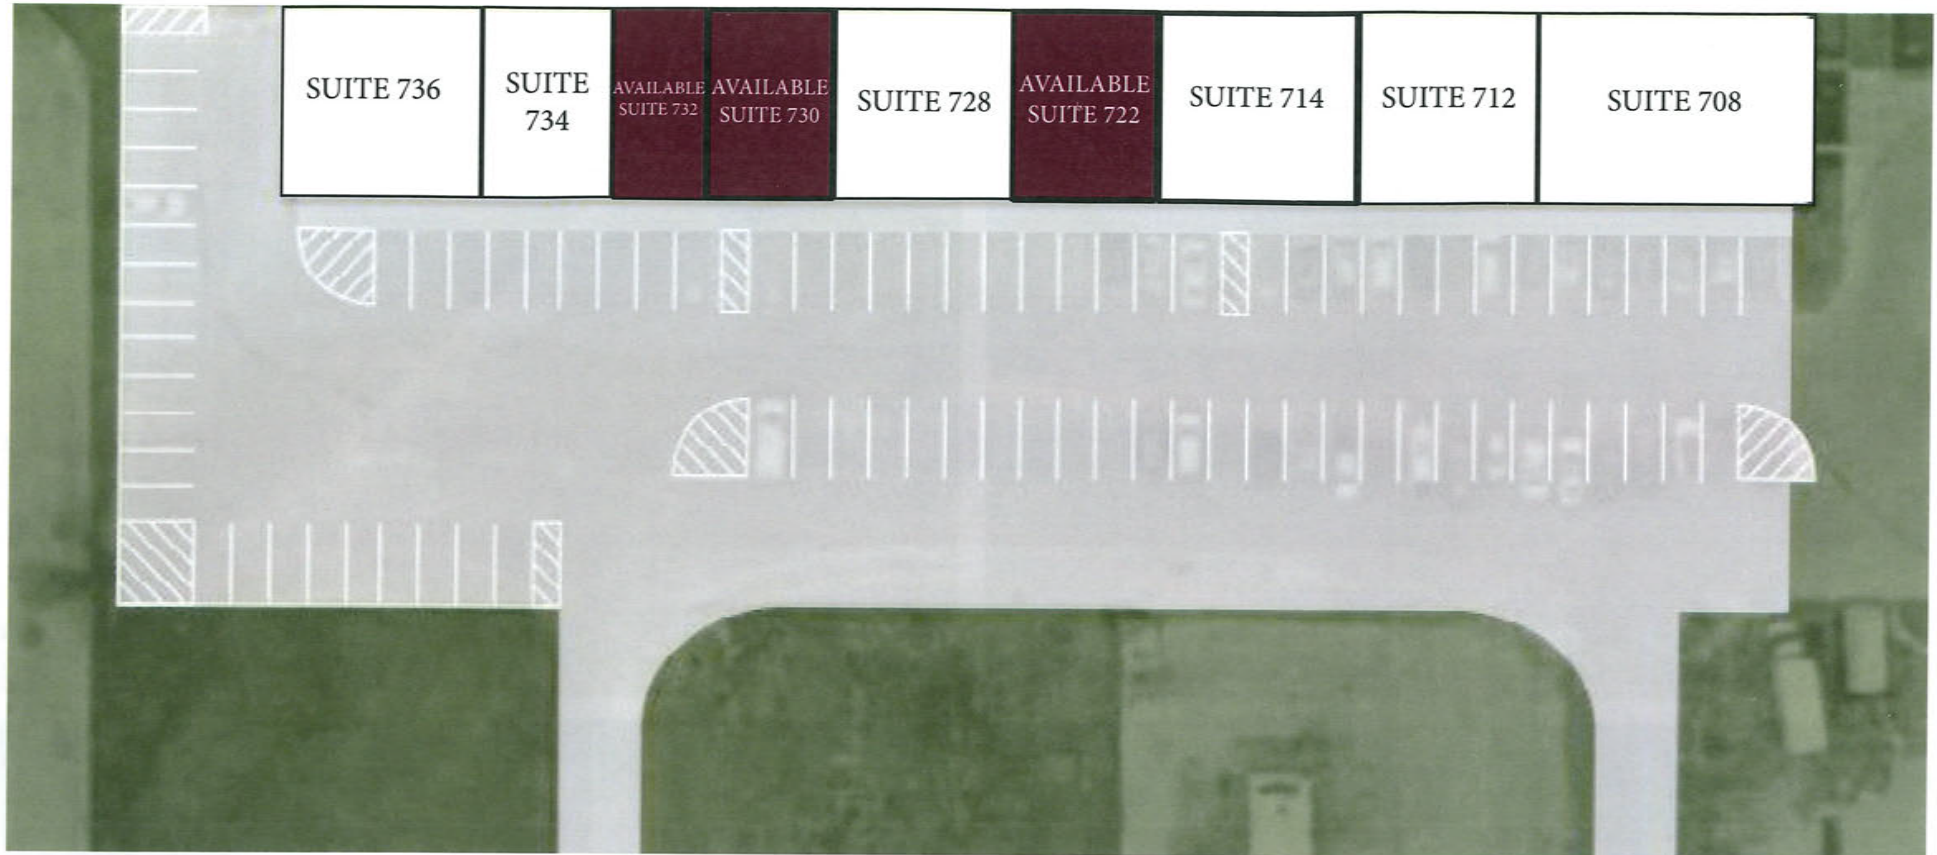 SUITE 736
SUITE
734
AVAILABLE
SUITE 732
AVAILABLE
SUITE 730
SUITE 728
AVAILABLE
SUITE 722
SUITE 714
SUITE 712
SUITE 708